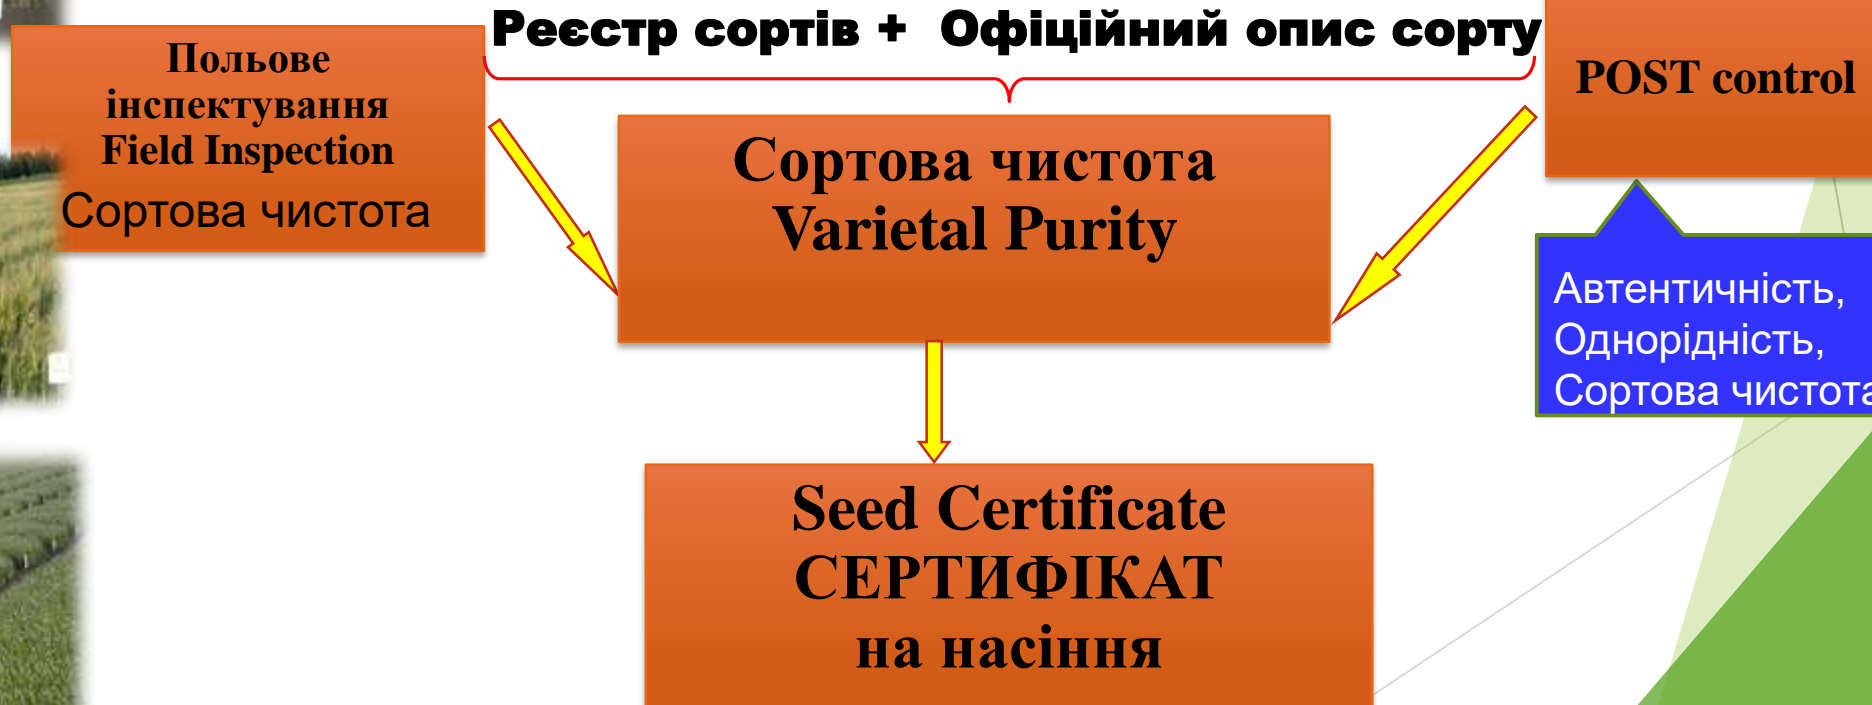 Реєстр сортів + Офіційний опис сорту
Польове
інспектування
Field Inspection
Сортова чистота
Сортова чистота
Varietal Purity
POST control
Автентичність,
Однорідність,
Сортова чистота
Seed Certificate
СЕРТИФІКАТ
на насіння